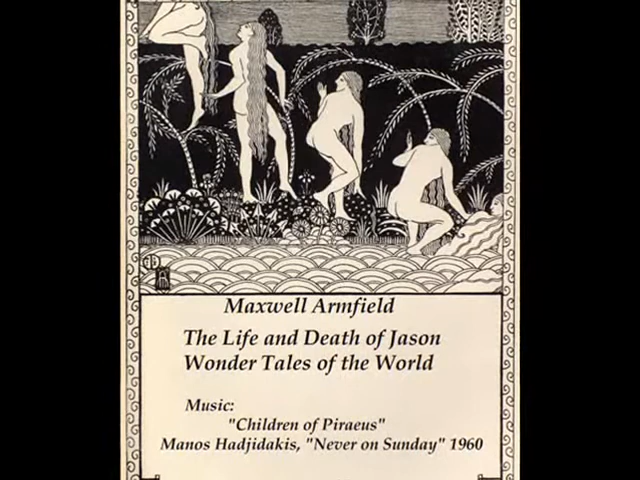 Maxwell Armfield
The Life and Death of Jason
Wonder Tales of the World
Music:
"Children of Piraeus"
Manos Hadjidakis, "Never on Sunday" 1960